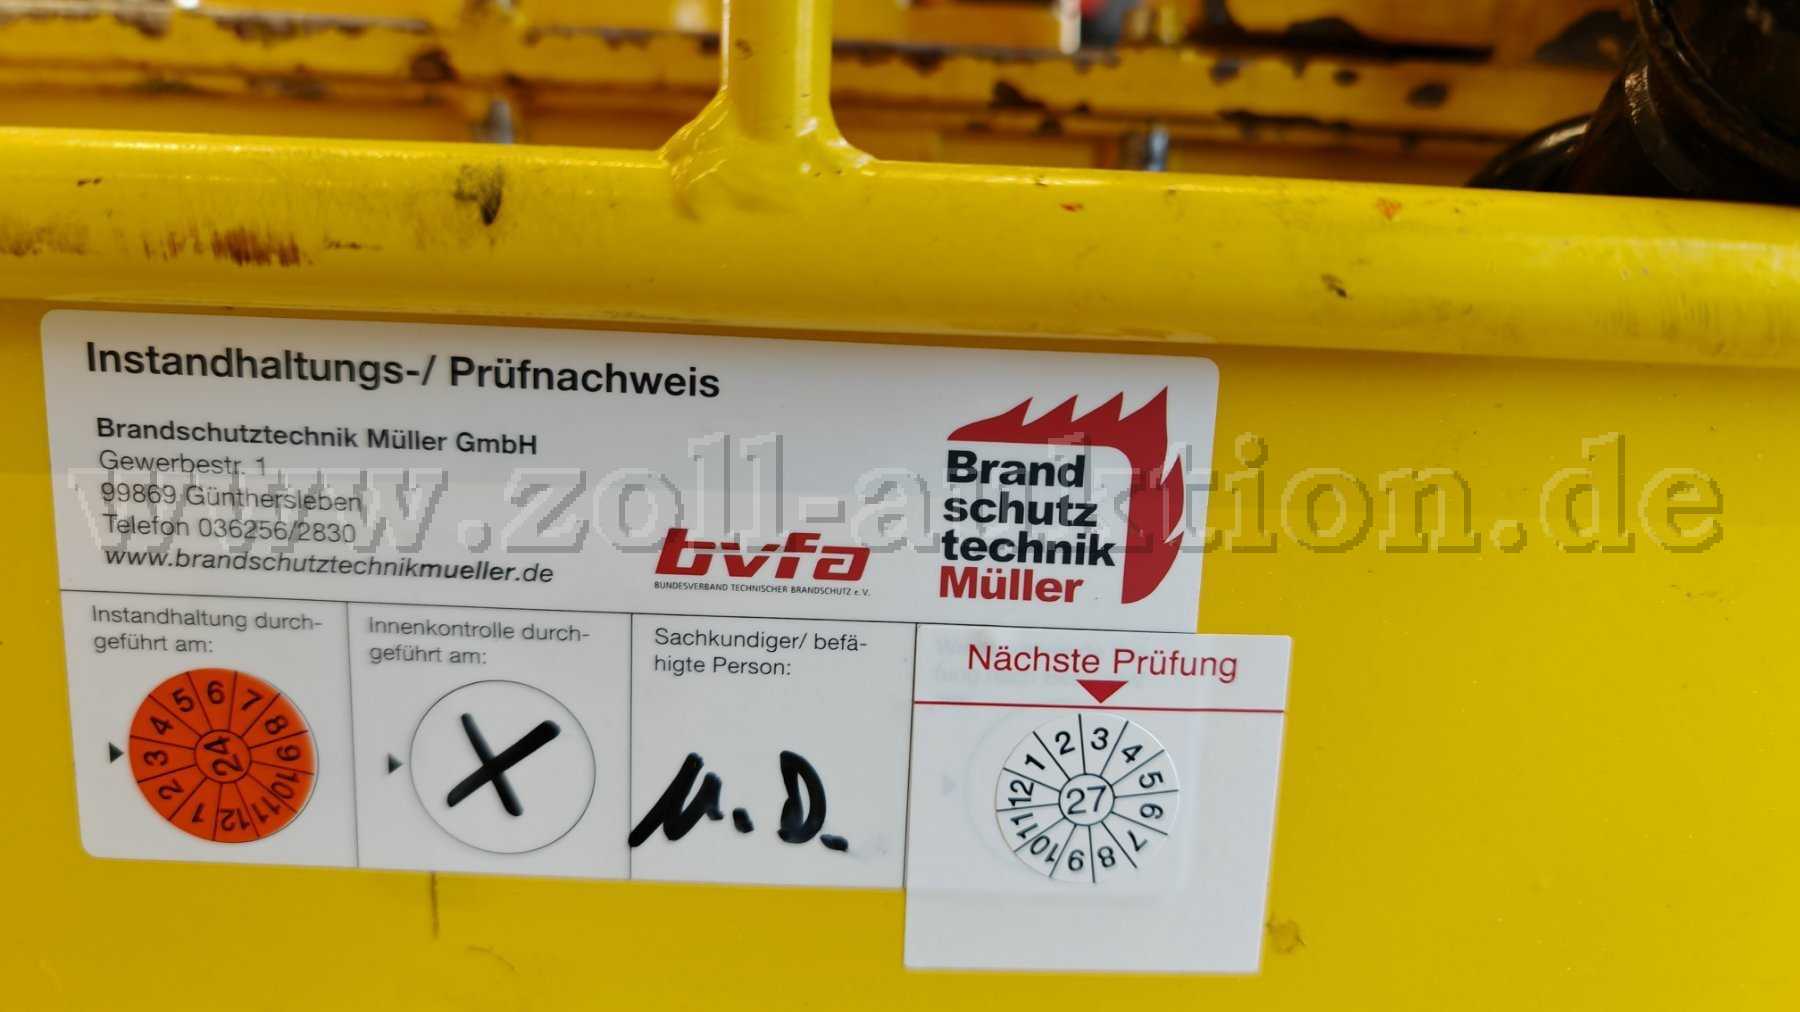 Instandhaltungs-/ Prüfnachweis
Brandschutztechnik Müller GmbH
Gewerbestr. 1
99869 Günthersleben
Telefon 036256/2830
www.brandschutztechnikmueller.de
bvfa
BUNDESVERBAND TECHNISCHER BRANDSCHUTZ e.V.
Brand
schutz
technik
Müller
www.zoll-auktion.de
Instandhaltung durch-
geführt am:
1 2 3 4 5 6 7 8 9 10 11 12
24
Innenkontrolle durch-
geführt am:
X
Sachkundiger/ befä-
higte Person:
M.D.
Nächste Prüfung
1 2 3 4 5 6 7 8 9 10 11 12
27